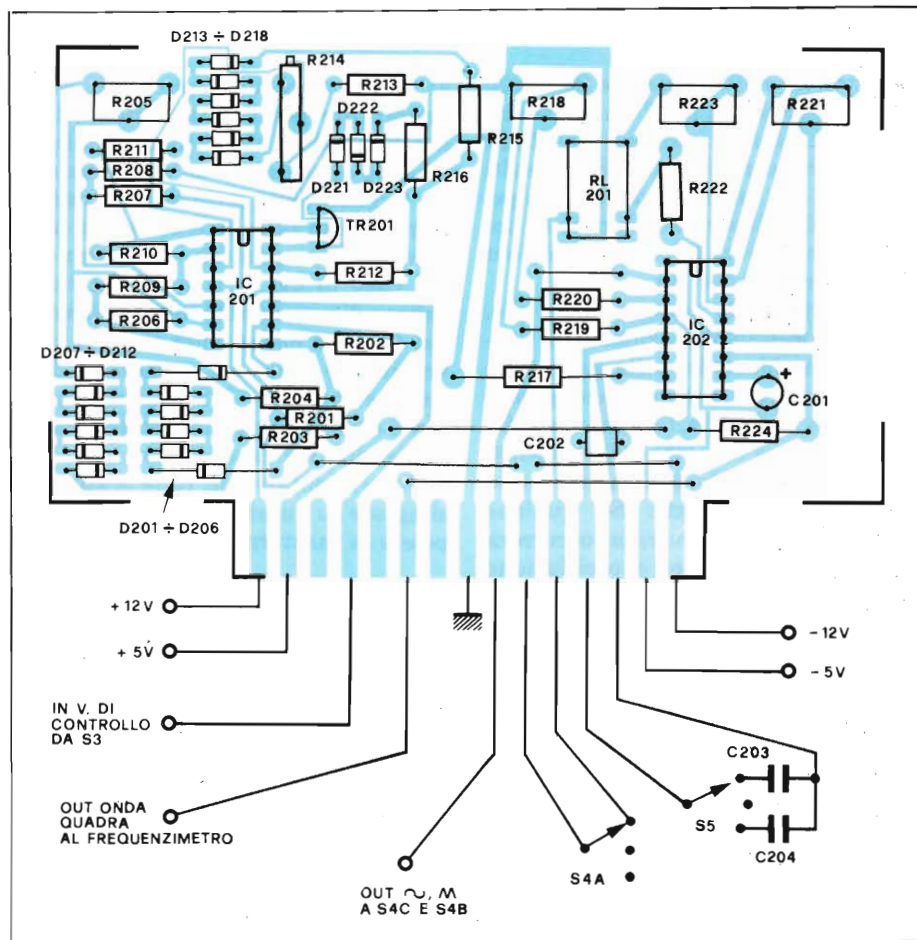 D213 ÷ D218
R214
R213
R205
D222
R218
R223
R221
R215
R211
R208
R207
D221
D223
R216
RL
201
R222
TR201
R210
IC
201
R212
R209
R220
IC
202
R206
R202
R219
D207 ÷ D212
R217
+
C201
R204
R201
R203
C202
R224
D201 ÷ D206
+ 12V
+ 5V
- 12V
- 5V
IN V. DI
CONTROLLO
DA S3
OUT ONDA
QUADRA
AL FREQUENZIMETRO
C203
S5
C204
S4A
OUT ∿, ʍ
A S4C E S4B